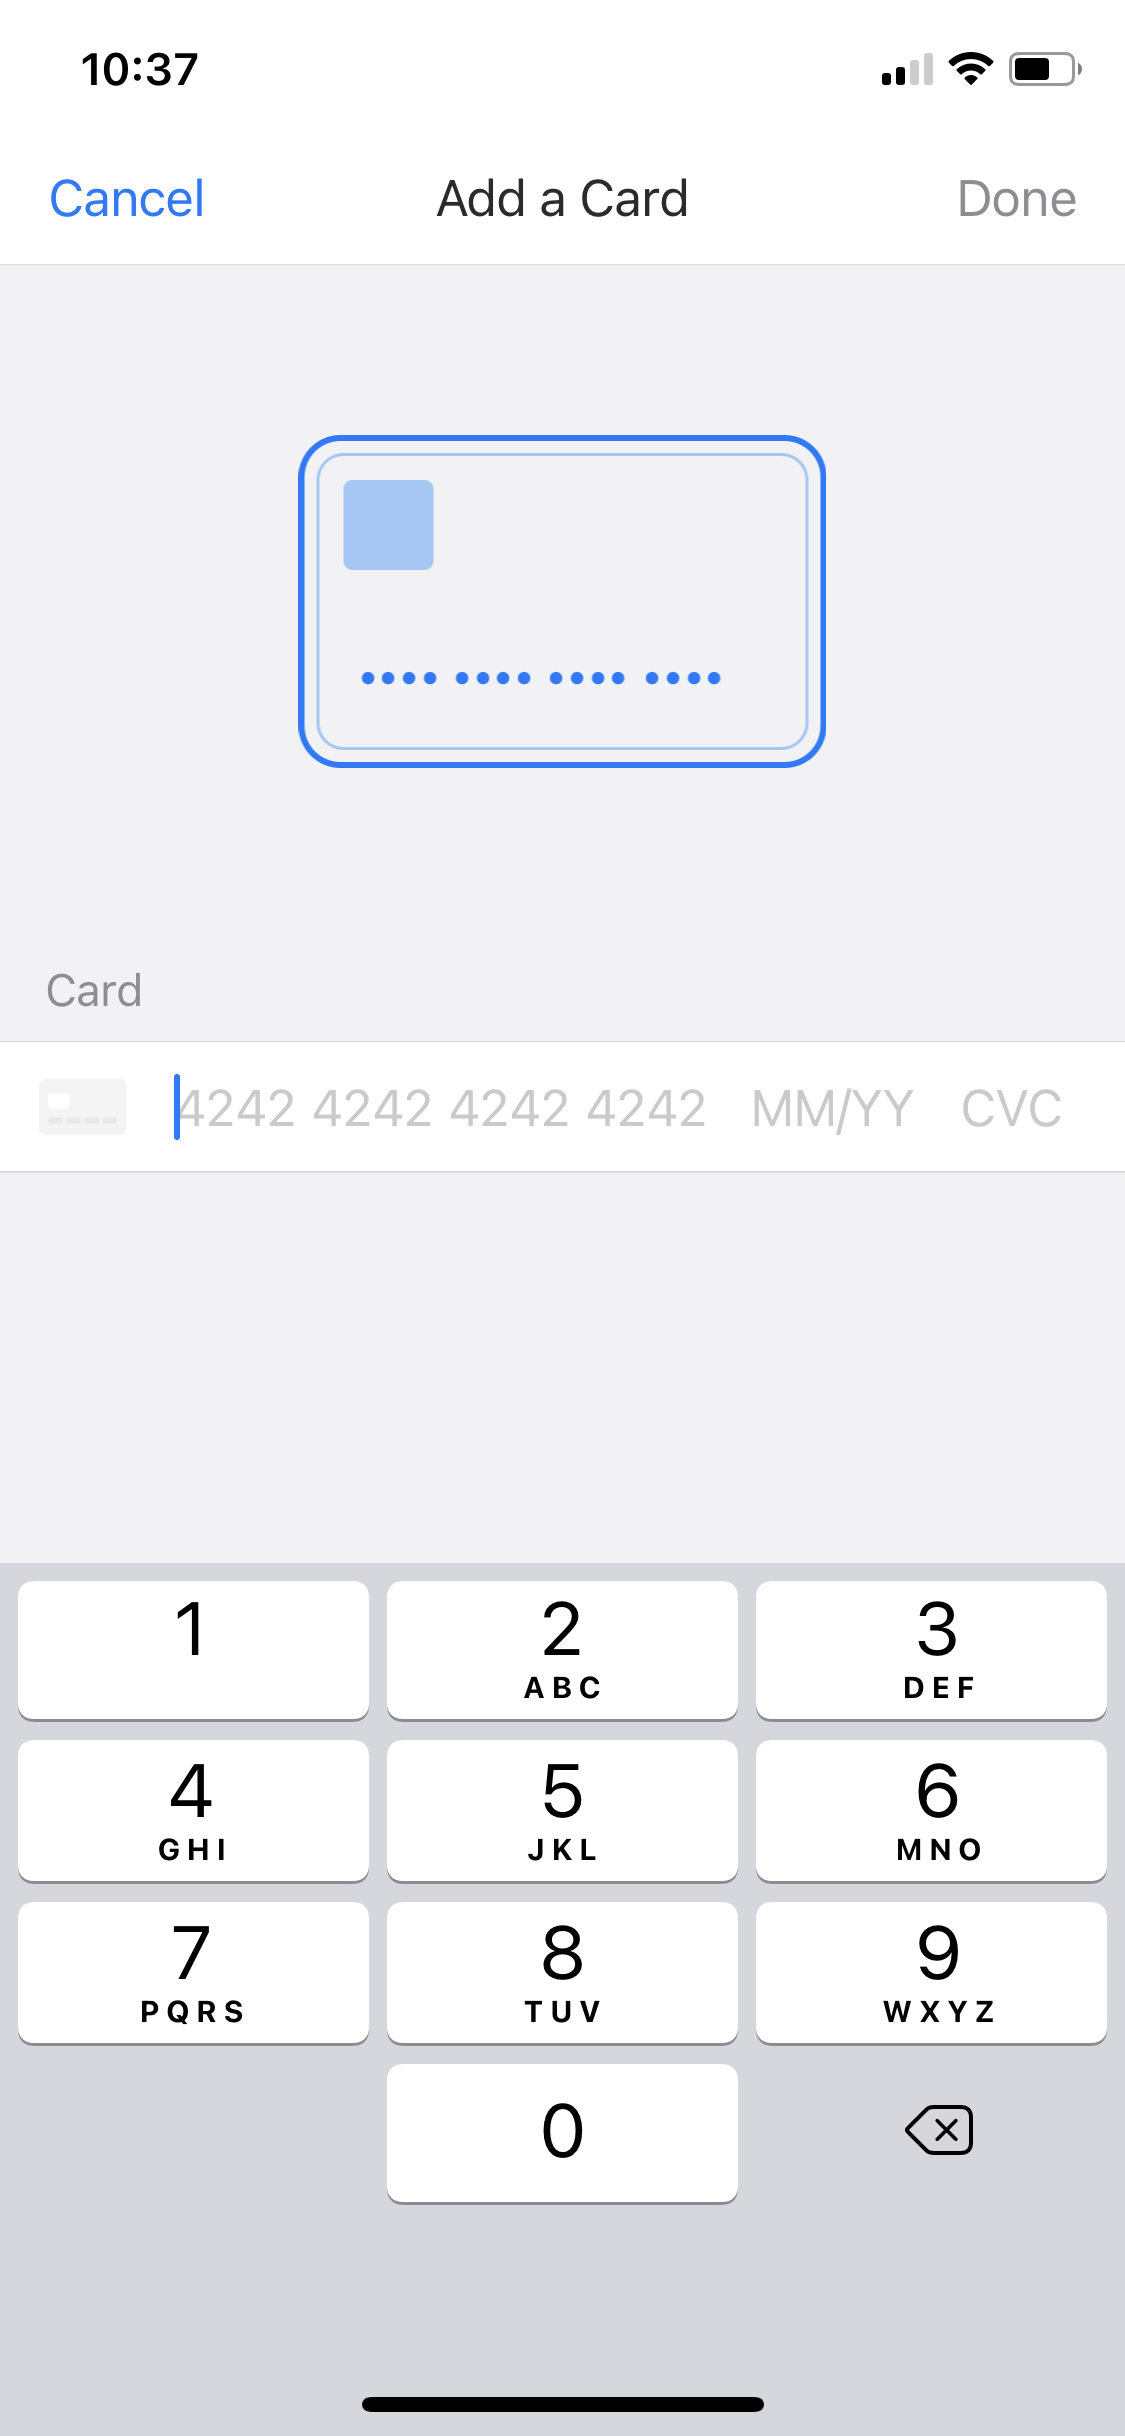 10:37
Cancel Add a Card Done
Card
4242 4242 4242 4242 MM/YY CVC
1 2 3
ABC DEF
4 5 6
GHI JKL MNO
7 8 9
PQRS TUV WXYZ
0